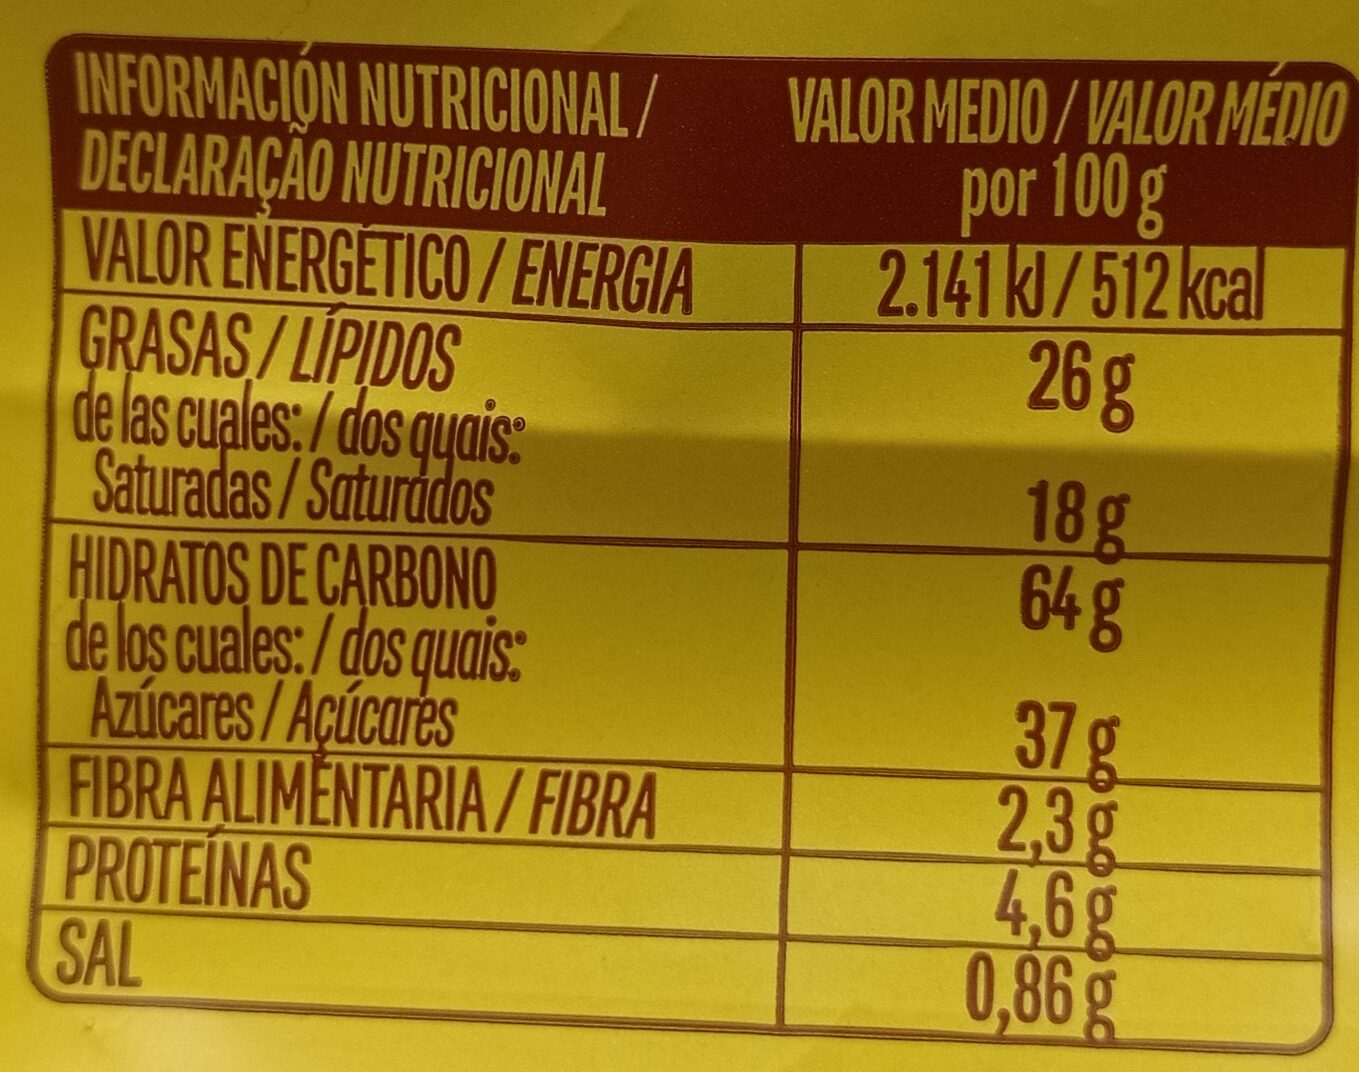 INFORMACIÓN NUTRICIONAL / VALOR MEDIO / VALOR MÉDIO
DECLARAÇÃO NUTRICIONAL por 100 g
VALOR ENERGÉTICO / ENERGIA 2.141 kJ / 512 kcal
GRASAS / LÍPIDOS 26 g
de las cuales: / dos quais:
Saturadas / Saturados 18 g
HIDRATOS DE CARBONO 64 g
de los cuales: / dos quais:
Azúcares / Açúcares 37 g
FIBRA ALIMENTARIA / FIBRA 2,3 g
PROTEÍNAS 4,6 g
SAL 0,86 g